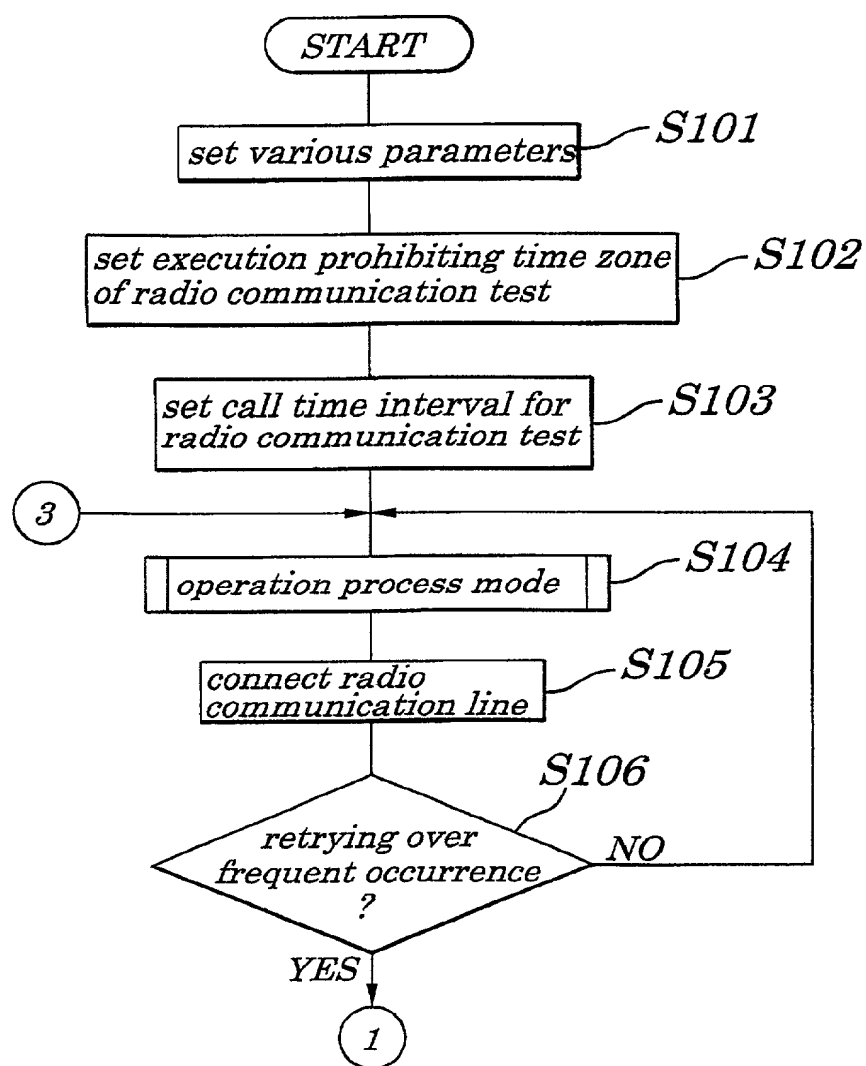 START
set various parameters
S101
set execution prohibiting time zone
of radio communication test
S102
set call time interval for
radio communication test
S103
3
operation process mode
S104
connect radio
communication line
S105
S106
retrying over
frequent occurrence
?
NO
YES
1